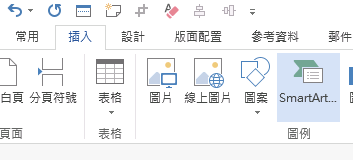 常用 插入 設計 版面配置 參考資料 郵件
白頁 分頁符號 表格 圖片 線上圖片 圖案 SmartArt...
頁面 表格 圖例